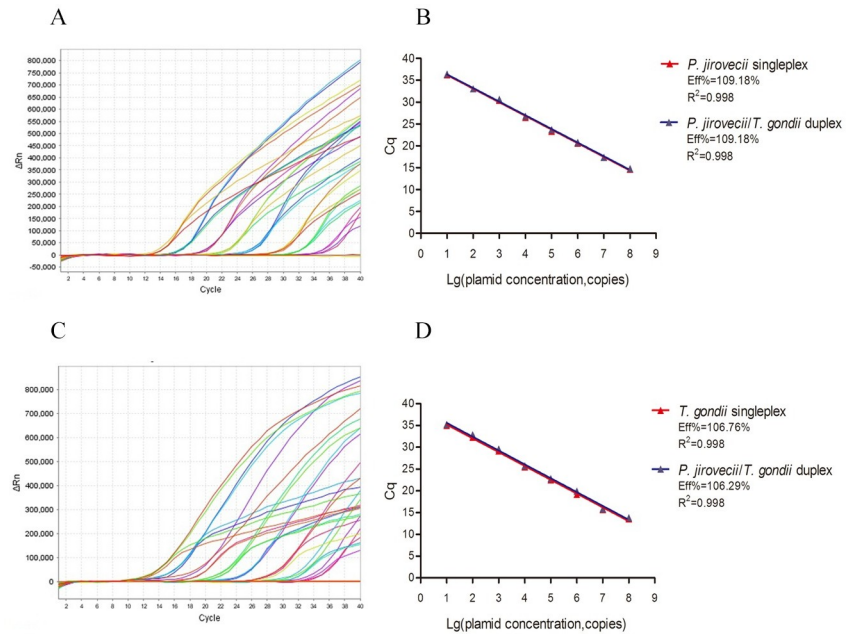 A
800,000
750,000
700,000
650,000
600,000
550,000
500,000
450,000
400,000
350,000
300,000
250,000
200,000
150,000
100,000
50,000
0
-50,000
ΔRn
2 4 6 8 10 12 14 16 18 20 22 24 26 28 30 32 34 36 38 40
Cycle
B
40
35
30
25
20
15
10
5
0
Cq
0 1 2 3 4 5 6 7 8 9
Lg(plamid concentration,copies)
P. jirovecii singleplex
Eff%=109.18%
R²=0.998
P. jirovecii/T. gondii duplex
Eff%=109.18%
R²=0.998
C
800,000
700,000
600,000
500,000
400,000
300,000
200,000
100,000
0
ΔRn
2 4 6 8 10 12 14 16 18 20 22 24 26 28 30 32 34 36 38 40
Cycle
D
40
35
30
25
20
15
10
5
0
Cq
0 1 2 3 4 5 6 7 8 9
Lg(plamid concentration,copies)
T. gondii singleplex
Eff%=106.76%
R²=0.998
P. jirovecii/T. gondii duplex
Eff%=106.29%
R²=0.998